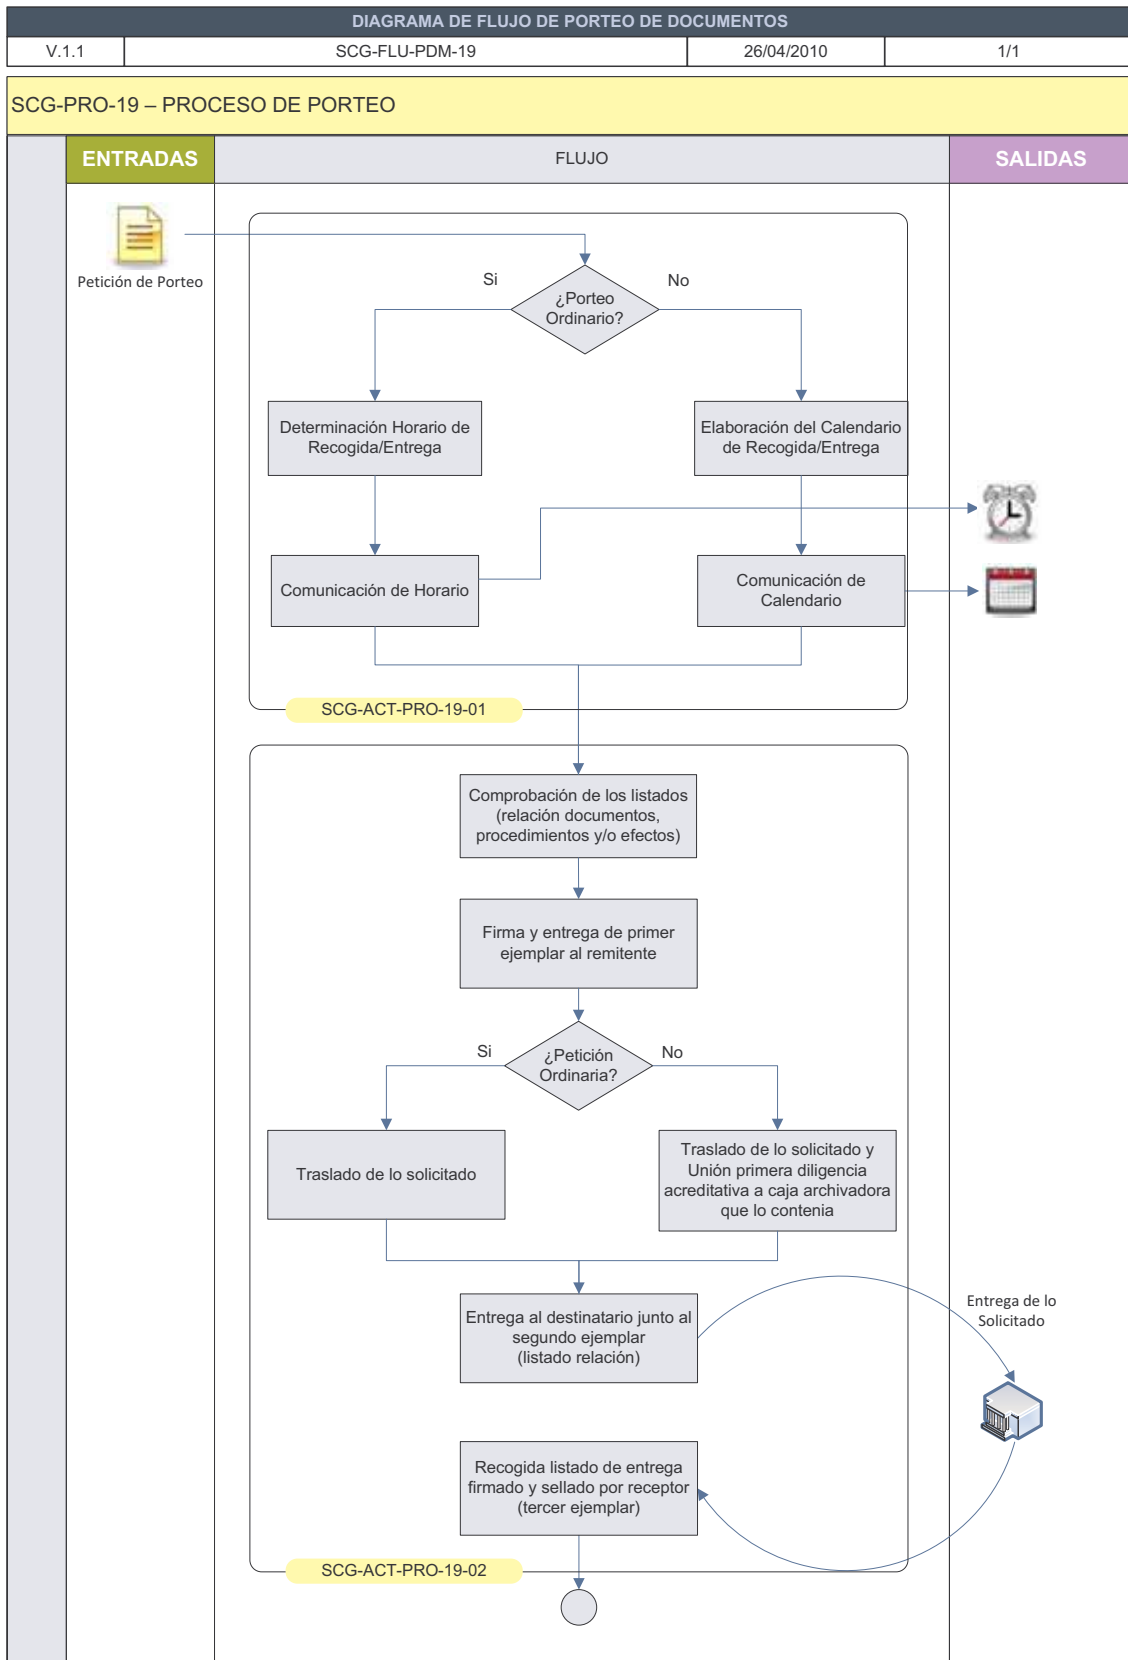 DIAGRAMA DE FLUJO DE PORTEO DE DOCUMENTOS
V.1.1
SCG-FLU-PDM-19
26/04/2010
1/1
SCG-PRO-19 – PROCESO DE PORTEO
ENTRADAS
FLUJO
SALIDAS
Petición de Porteo
Si
No
¿Porteo
Ordinario?
Determinación Horario de
Recogida/Entrega
Elaboración del Calendario
de Recogida/Entrega
Comunicación de Horario
Comunicación de
Calendario
SCG-ACT-PRO-19-01
Comprobación de los listados
(relación documentos,
procedimientos y/o efectos)
Firma y entrega de primer
ejemplar al remitente
Si
No
¿Petición
Ordinaria?
Traslado de lo solicitado
Traslado de lo solicitado y
Unión primera diligencia
acreditativa a caja archivadora
que lo contenia
Entrega al destinatario junto al
segundo ejemplar
(listado relación)
Entrega de lo
Solicitado
Recogida listado de entrega
firmado y sellado por receptor
(tercer ejemplar)
SCG-ACT-PRO-19-02